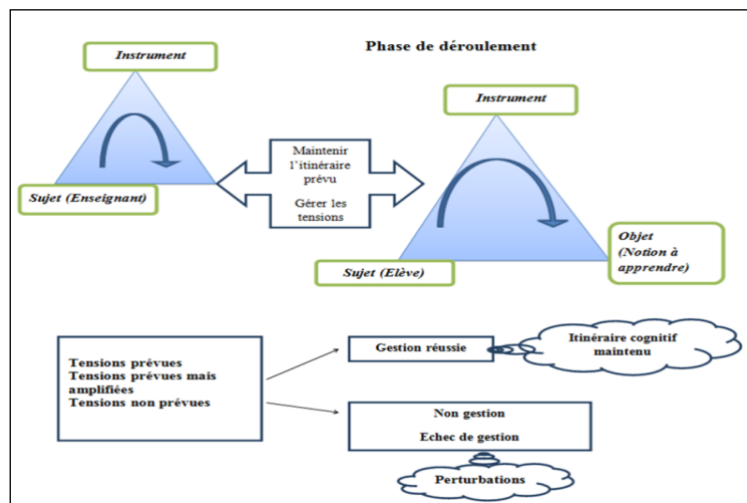 Phase de déroulement
Instrument
Sujet (Enseignant)
Maintenir
l'itinéraire
prévu
Gérer les
tensions
Instrument
Sujet (Elève)
Objet
(Notion à
apprendre)
Tensions prévues
Tensions prévues mais
amplifiées
Tensions non prévues
Gestion réussie
Itinéraire cognitif
maintenu
Non gestion
Echec de gestion
Perturbations